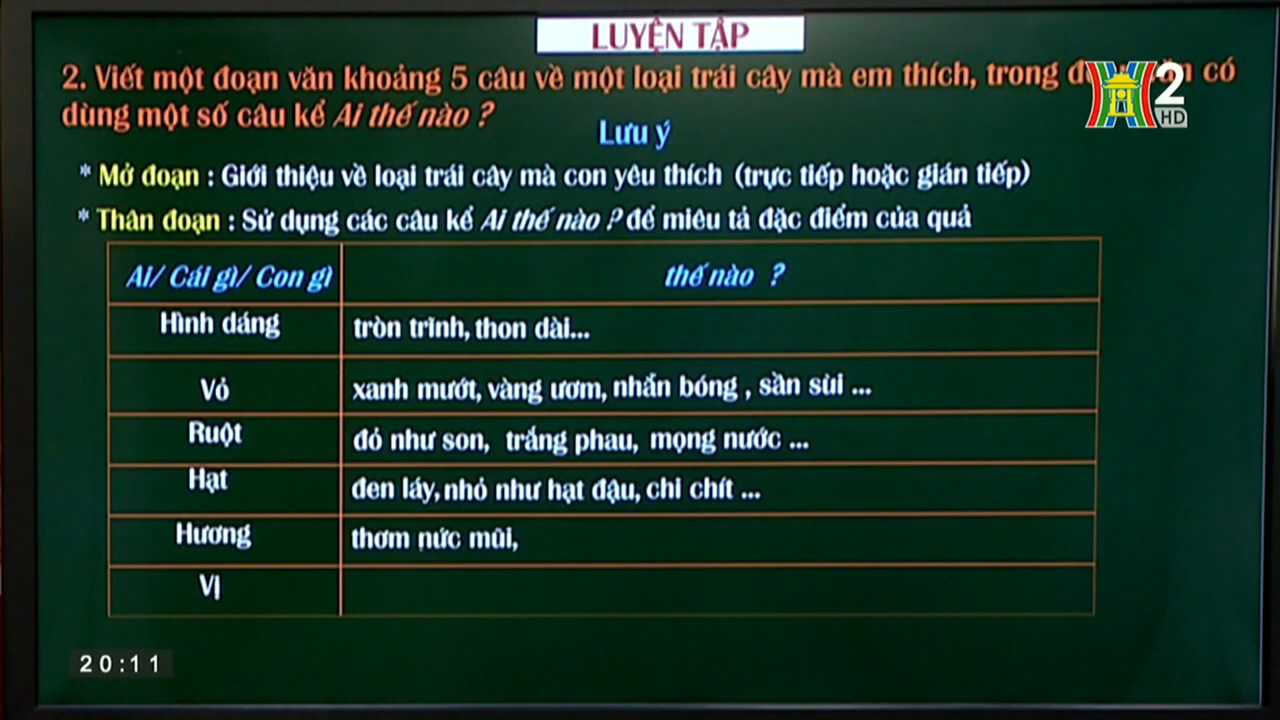 LUYỆN TẬP
2. Viết một đoạn văn khoảng 5 câu về một loại trái cây mà em thích, trong có
dùng một số câu kể Ai thế nào ?
Lưu ý
* Mở đoạn : Giới thiệu về loại trái cây mà con yêu thích (trực tiếp hoặc gián tiếp)
* Thân đoạn : Sử dụng các câu kể Ai thế nào ? để miêu tả đặc điểm của quả
Ai/ Cái gì/ Con gì thế nào ?
Hình dáng tròn trĩnh, thon dài...
Vỏ xanh mướt, vàng ươm, nhẵn bóng , sần sùi ...
Ruột đỏ như son, trắng phau, mọng nước ...
Hạt đen láy, nhỏ như hạt đậu, chi chít ...
Hương thơm nức mũi,
Vị
2
HD
20:11